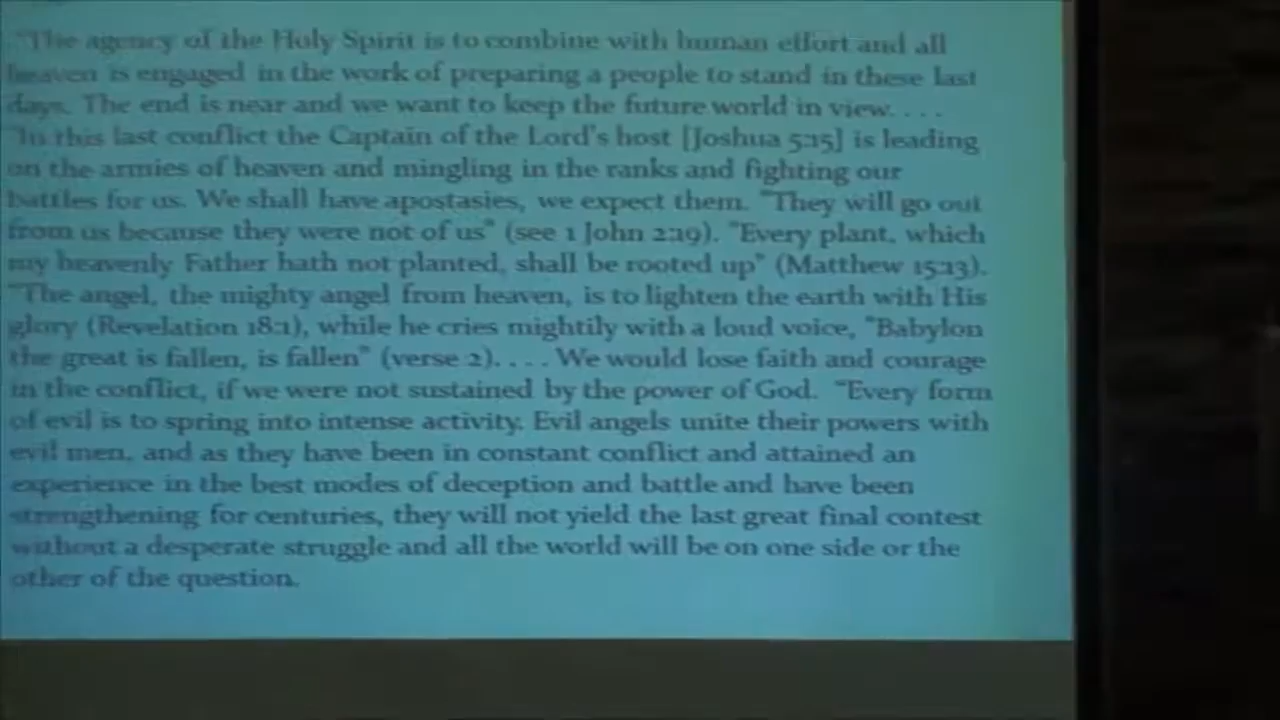 "The agency of the Holy Spirit is to combine with human effort and all
heaven is engaged in the work of preparing a people to stand in these last
days. The end is near and we want to keep the future world in view. . . .
"In this last conflict the Captain of the Lord's host [Joshua 5:15] is leading
on the armies of heaven and mingling in the ranks and fighting our
battles for us. We shall have apostasies, we expect them. "They will go out
from us because they were not of us" (see 1 John 2:19). "Every plant, which
my heavenly Father hath not planted, shall be rooted up" (Matthew 15:13).
"The angel, the mighty angel from heaven, is to lighten the earth with His
glory (Revelation 18:1), while he cries mightily with a loud voice, "Babylon
the great is fallen, is fallen" (verse 2). . . . We would lose faith and courage
in the conflict, if we were not sustained by the power of God. "Every form
of evil is to spring into intense activity. Evil angels unite their powers with
evil men, and as they have been in constant conflict and attained an
experience in the best modes of deception and battle and have been
strengthening for centuries, they will not yield the last great final contest
without a desperate struggle and all the world will be on one side or the
other of the question.